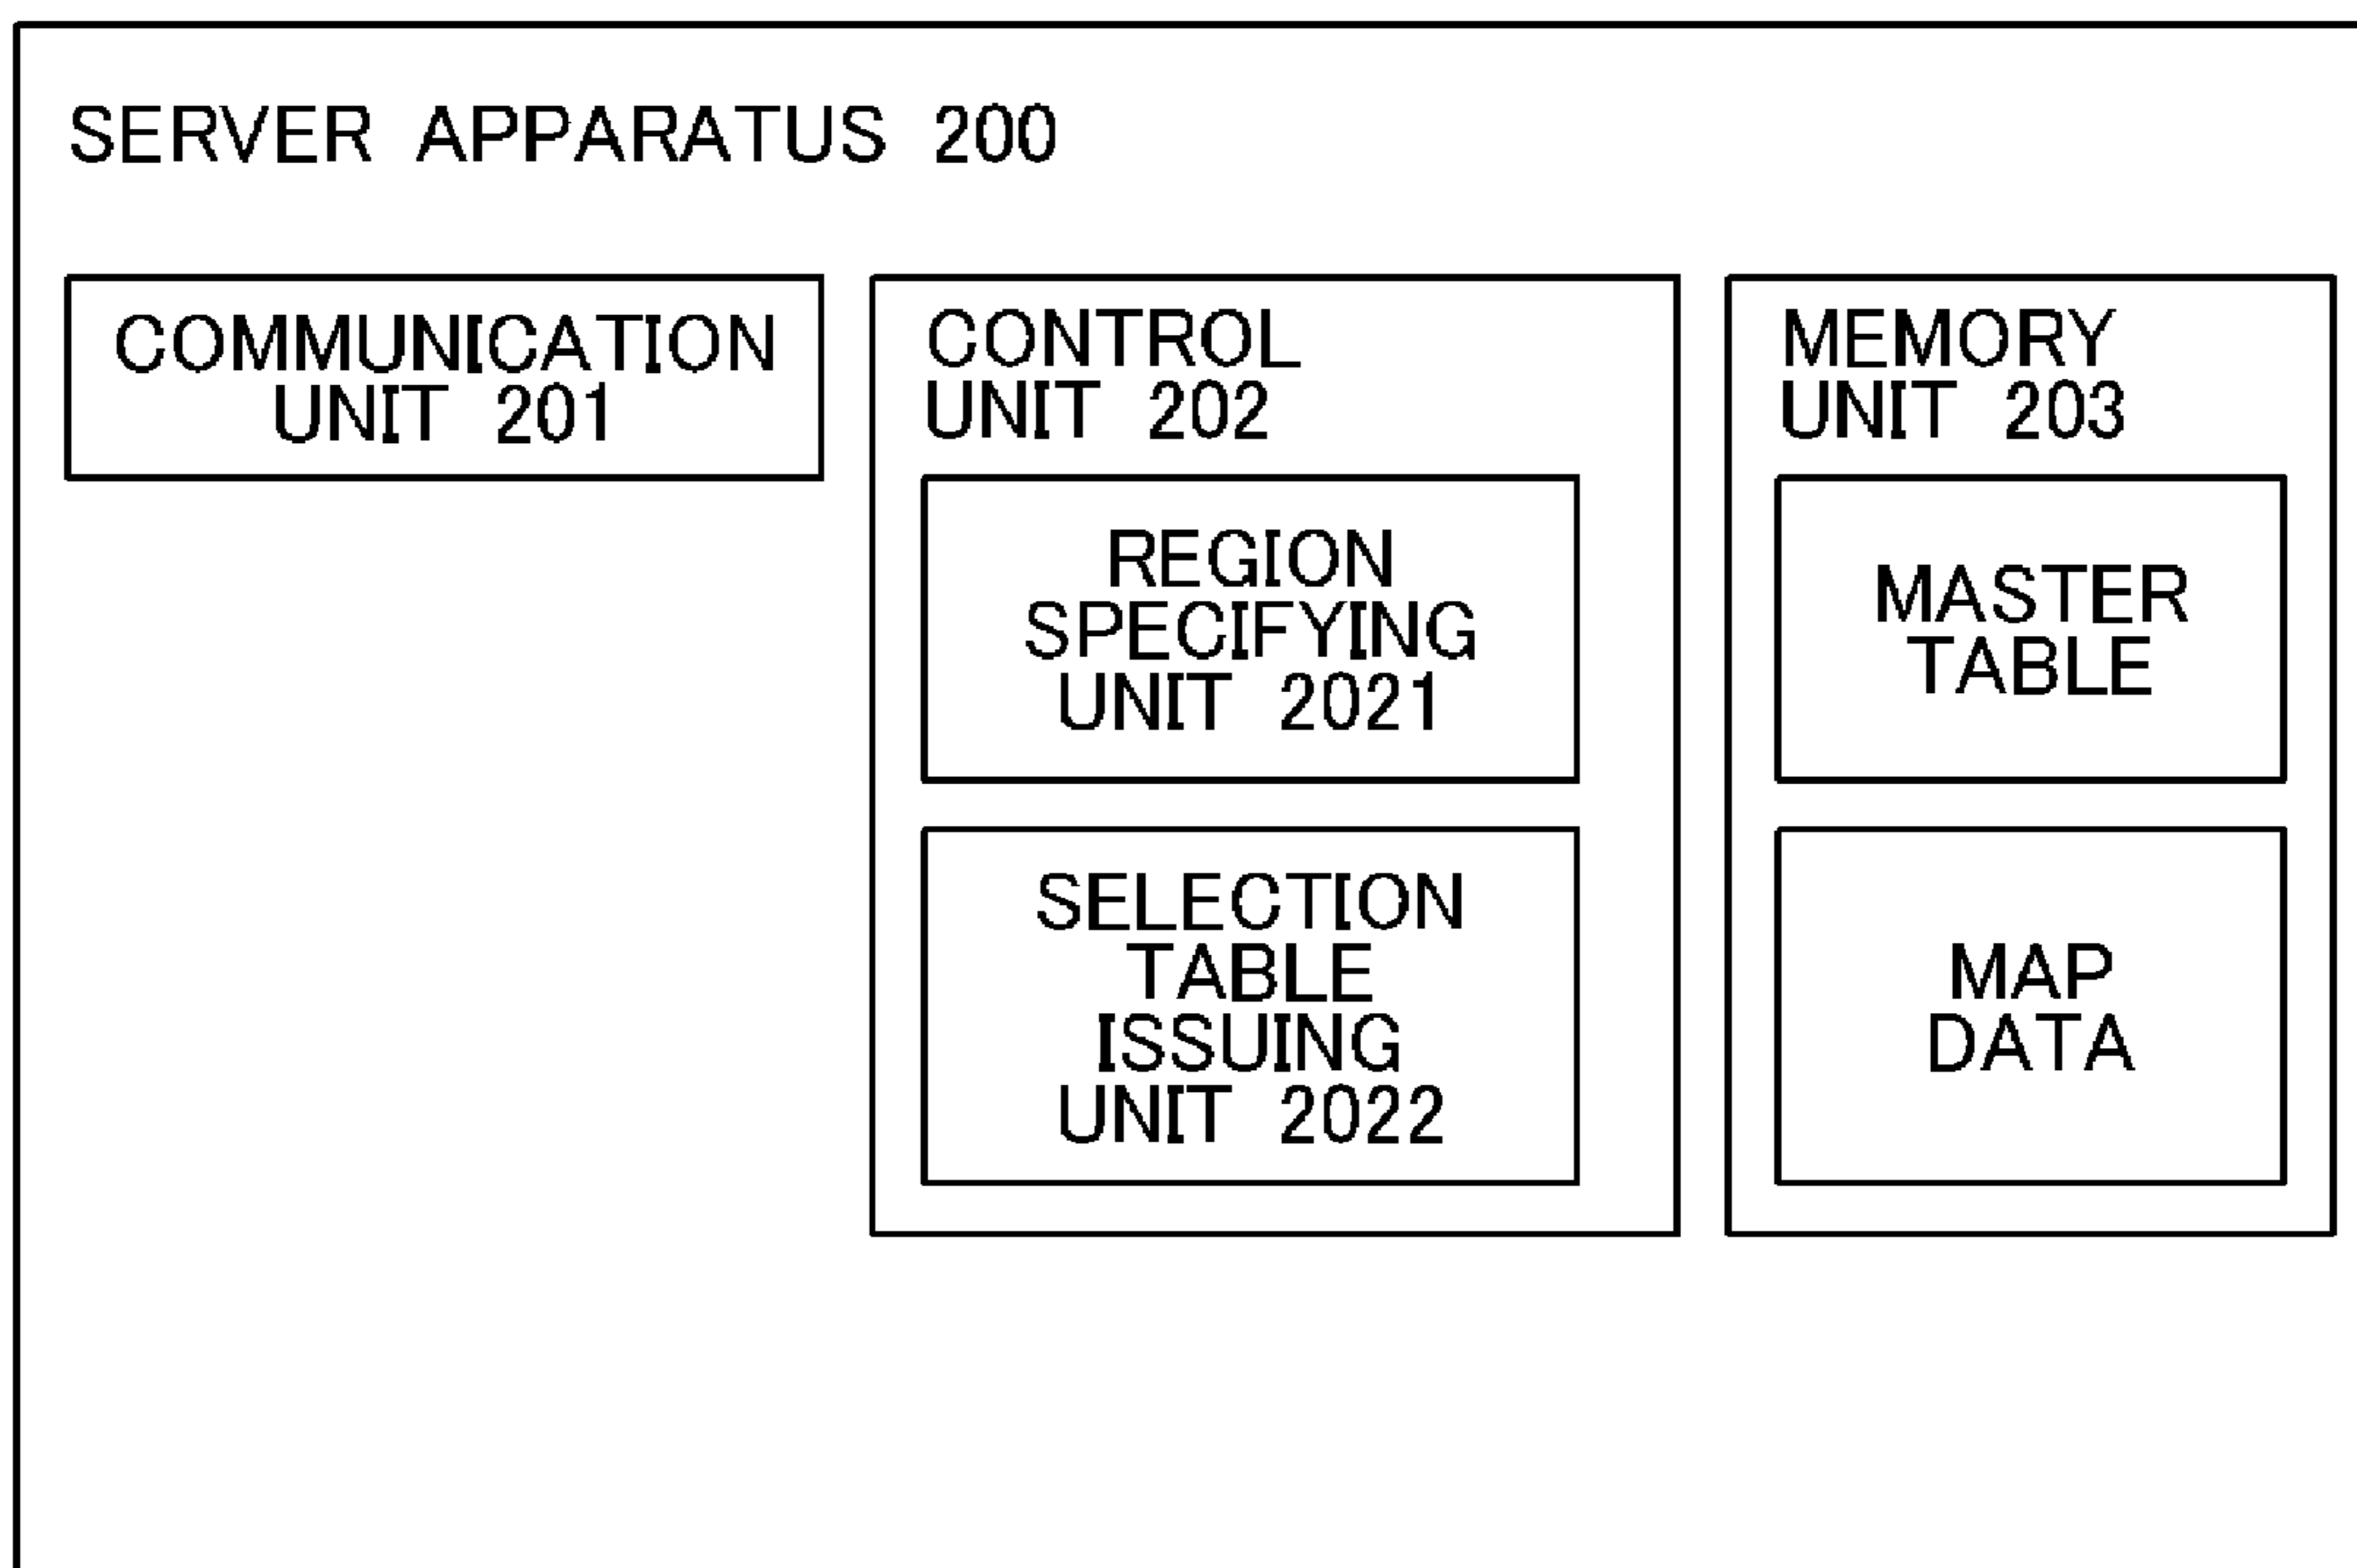 SERVER APPARATUS 200
COMMUNICATION
UNIT 201
CONTROL
UNIT 202
REGION
SPECIFYING
UNIT 2021
SELECTION
TABLE
ISSUING
UNIT 2022
MEMORY
UNIT 203
MASTER
TABLE
MAP
DATA